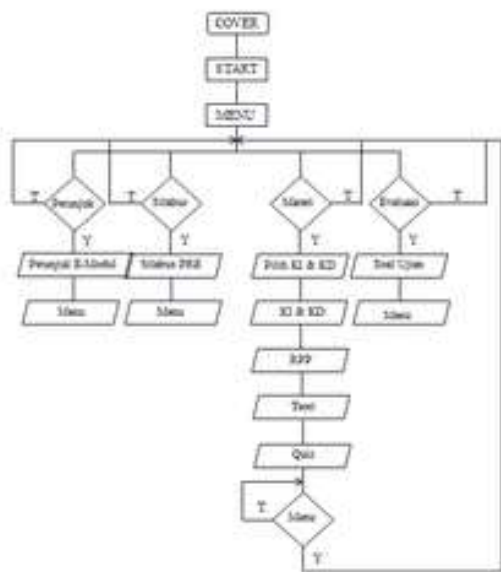 COVER
START
MENU
T
Petunjuk
T
Silabus
Materi
T
Evaluasi
T
Y
Y
Y
Y
Petunjuk E-Modul
Silabus
Pilih KI & KD
Soal Ujian
Menu
Menu
KI & KD
Menu
RPP
Teori
Quiz
T
Menu
Y